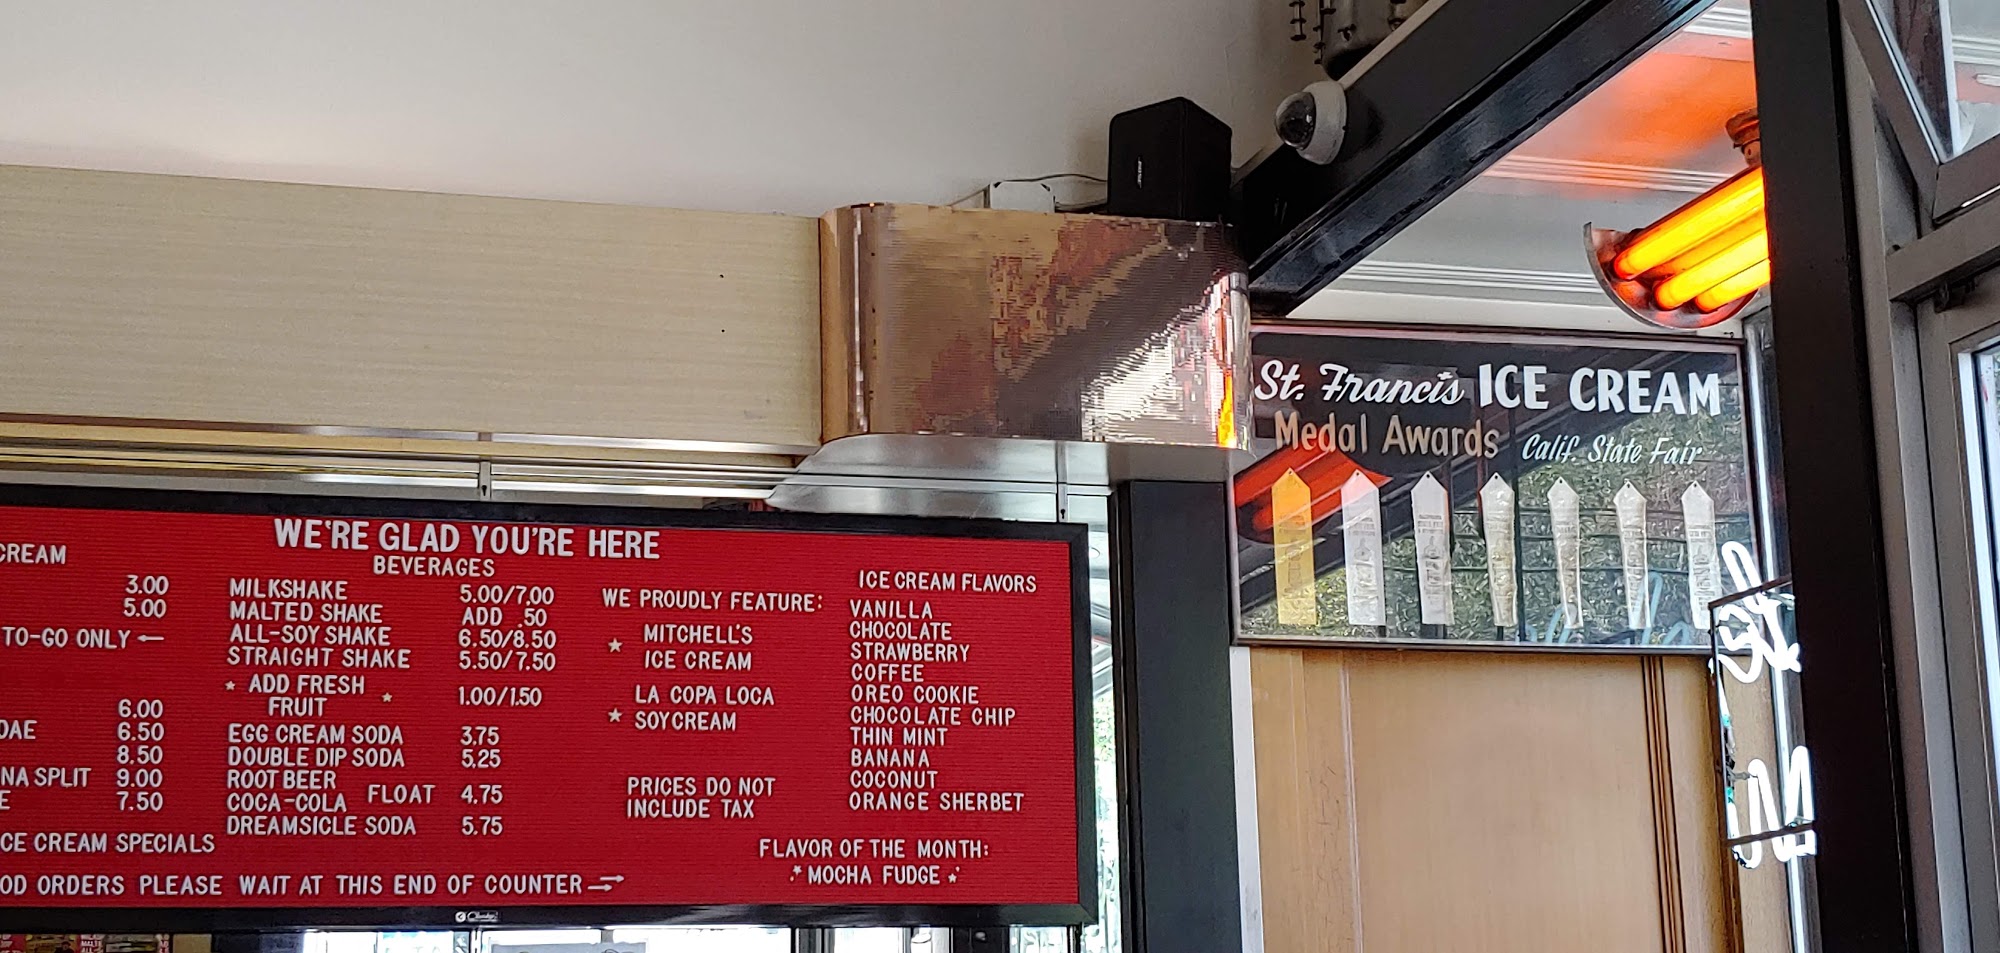 WE'RE GLAD YOU'RE HERE
CREAM
3.00
5.00
TO-GO ONLY ←
6.00
DAE 6.50
8.50
NA SPLIT 9.00
E 7.50
CE CREAM SPECIALS
OD ORDERS PLEASE WAIT AT THIS END OF COUNTER
BEVERAGES
MILKSHAKE 5.00/7.00
MALTED SHAKE ADD .50
ALL-SOY SHAKE 6.50/8.50
STRAIGHT SHAKE 5.50/7.50
ADD FRESH
FRUIT 1.00/1.50
EGG CREAM SODA 3.75
DOUBLE DIP SODA 5.25
ROOT BEER
COCA-COLA FLOAT 4.75
DREAMSICLE SODA 5.75
WE PROUDLY FEATURE:
MITCHELL'S
ICE CREAM
LA COPA LOCA
SOYCREAM
PRICES DO NOT
INCLUDE TAX
ICE CREAM FLAVORS
VANILLA
CHOCOLATE
STRAWBERRY
COFFEE
OREO COOKIE
CHOCOLATE CHIP
THIN MINT
BANANA
COCONUT
ORANGE SHERBET
FLAVOR OF THE MONTH:
MOCHA FUDGE
St. Francis ICE CREAM
Medal Awards Calif. State Fair
BOSE